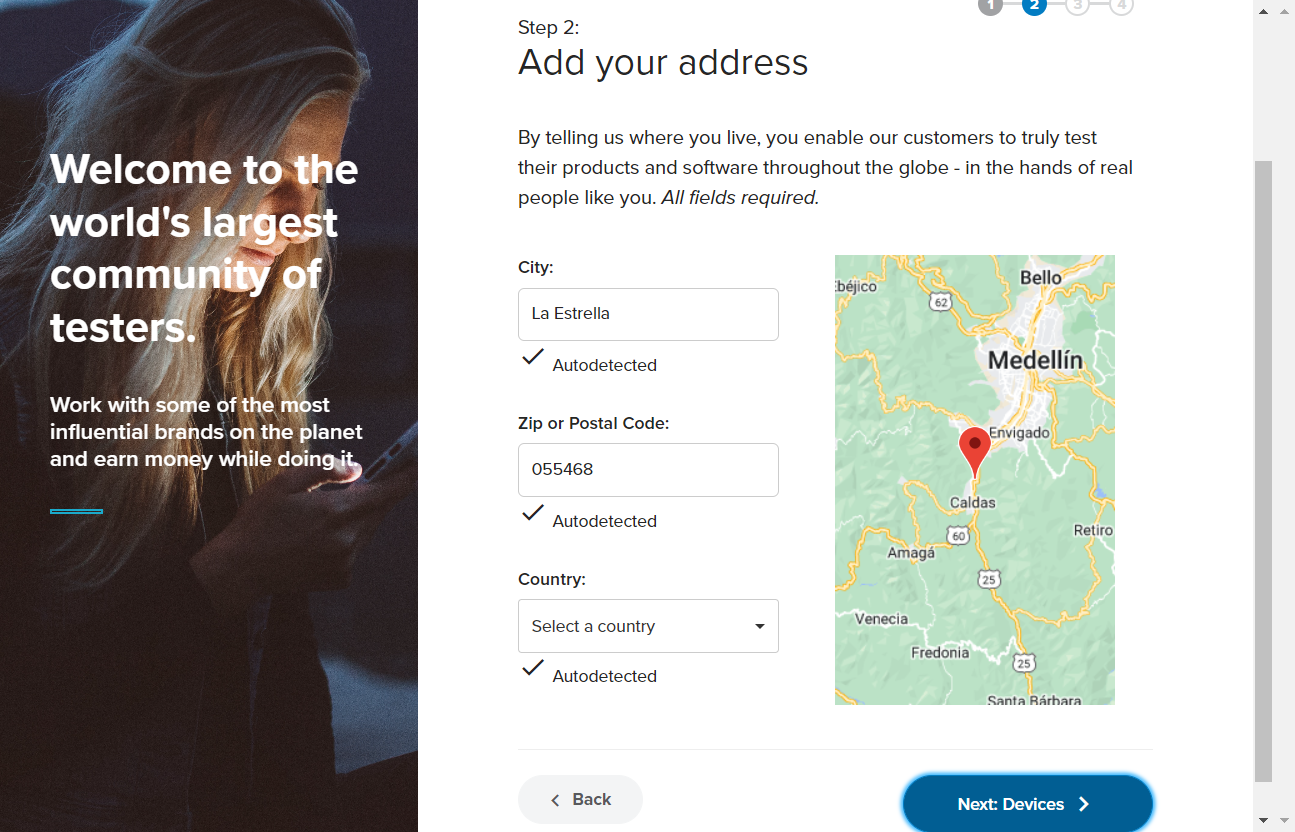 1 2 3 4
Step 2:
Add your address
By telling us where you live, you enable our customers to truly test
their products and software throughout the globe - in the hands of real
people like you. All fields required.
Welcome to the
world's largest
community of
testers.
Work with some of the most
influential brands on the planet
and earn money while doing it.
City:
La Estrella
Autodetected
Zip or Postal Code:
055468
Autodetected
Country:
Select a country
Autodetected
béjico
Bello
62
Medellín
Envigado
Caldas
60
Retiro
Amagá
25
Venecia
Fredonia
25
Santa Bárbara
Back
Next: Devices